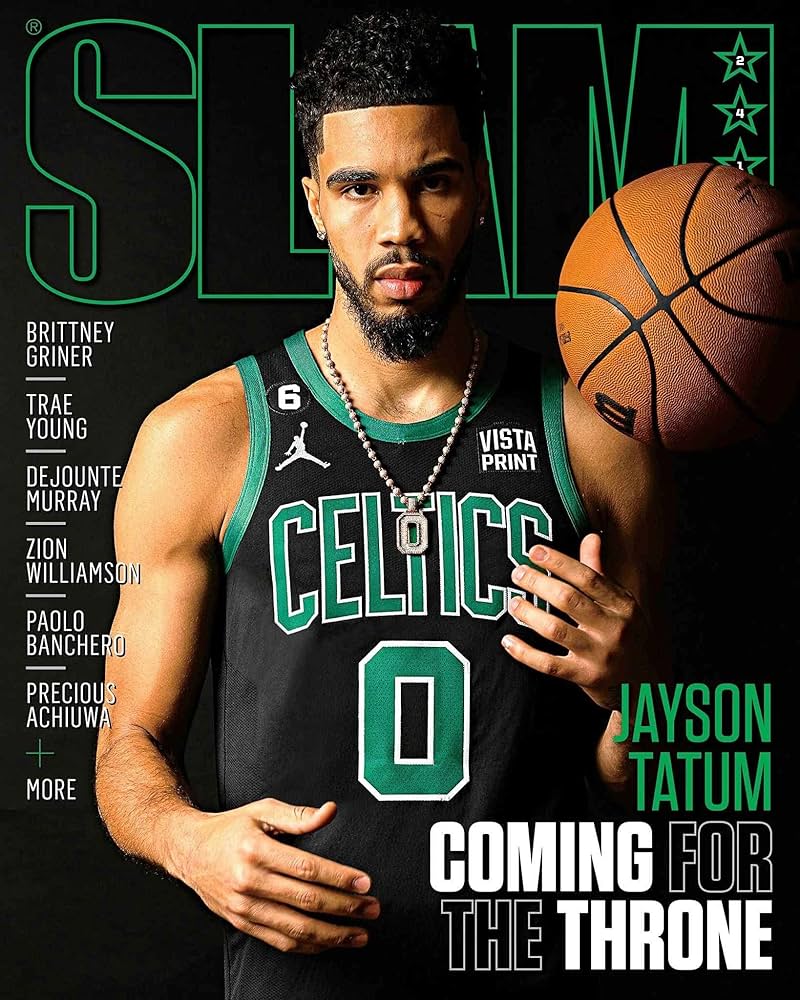 ®
SLAM
2
4
1
BRITTNEY
GRINER
TRAE
YOUNG
DEJOUNTE
MURRAY
ZION
WILLIAMSON
PAOLO
BANCHERO
PRECIOUS
ACHIUWA
+
MORE
6
VISTA
PRINT
CELTICS
0
0
JAYSON
TATUM
COMING FOR
THE THRONE